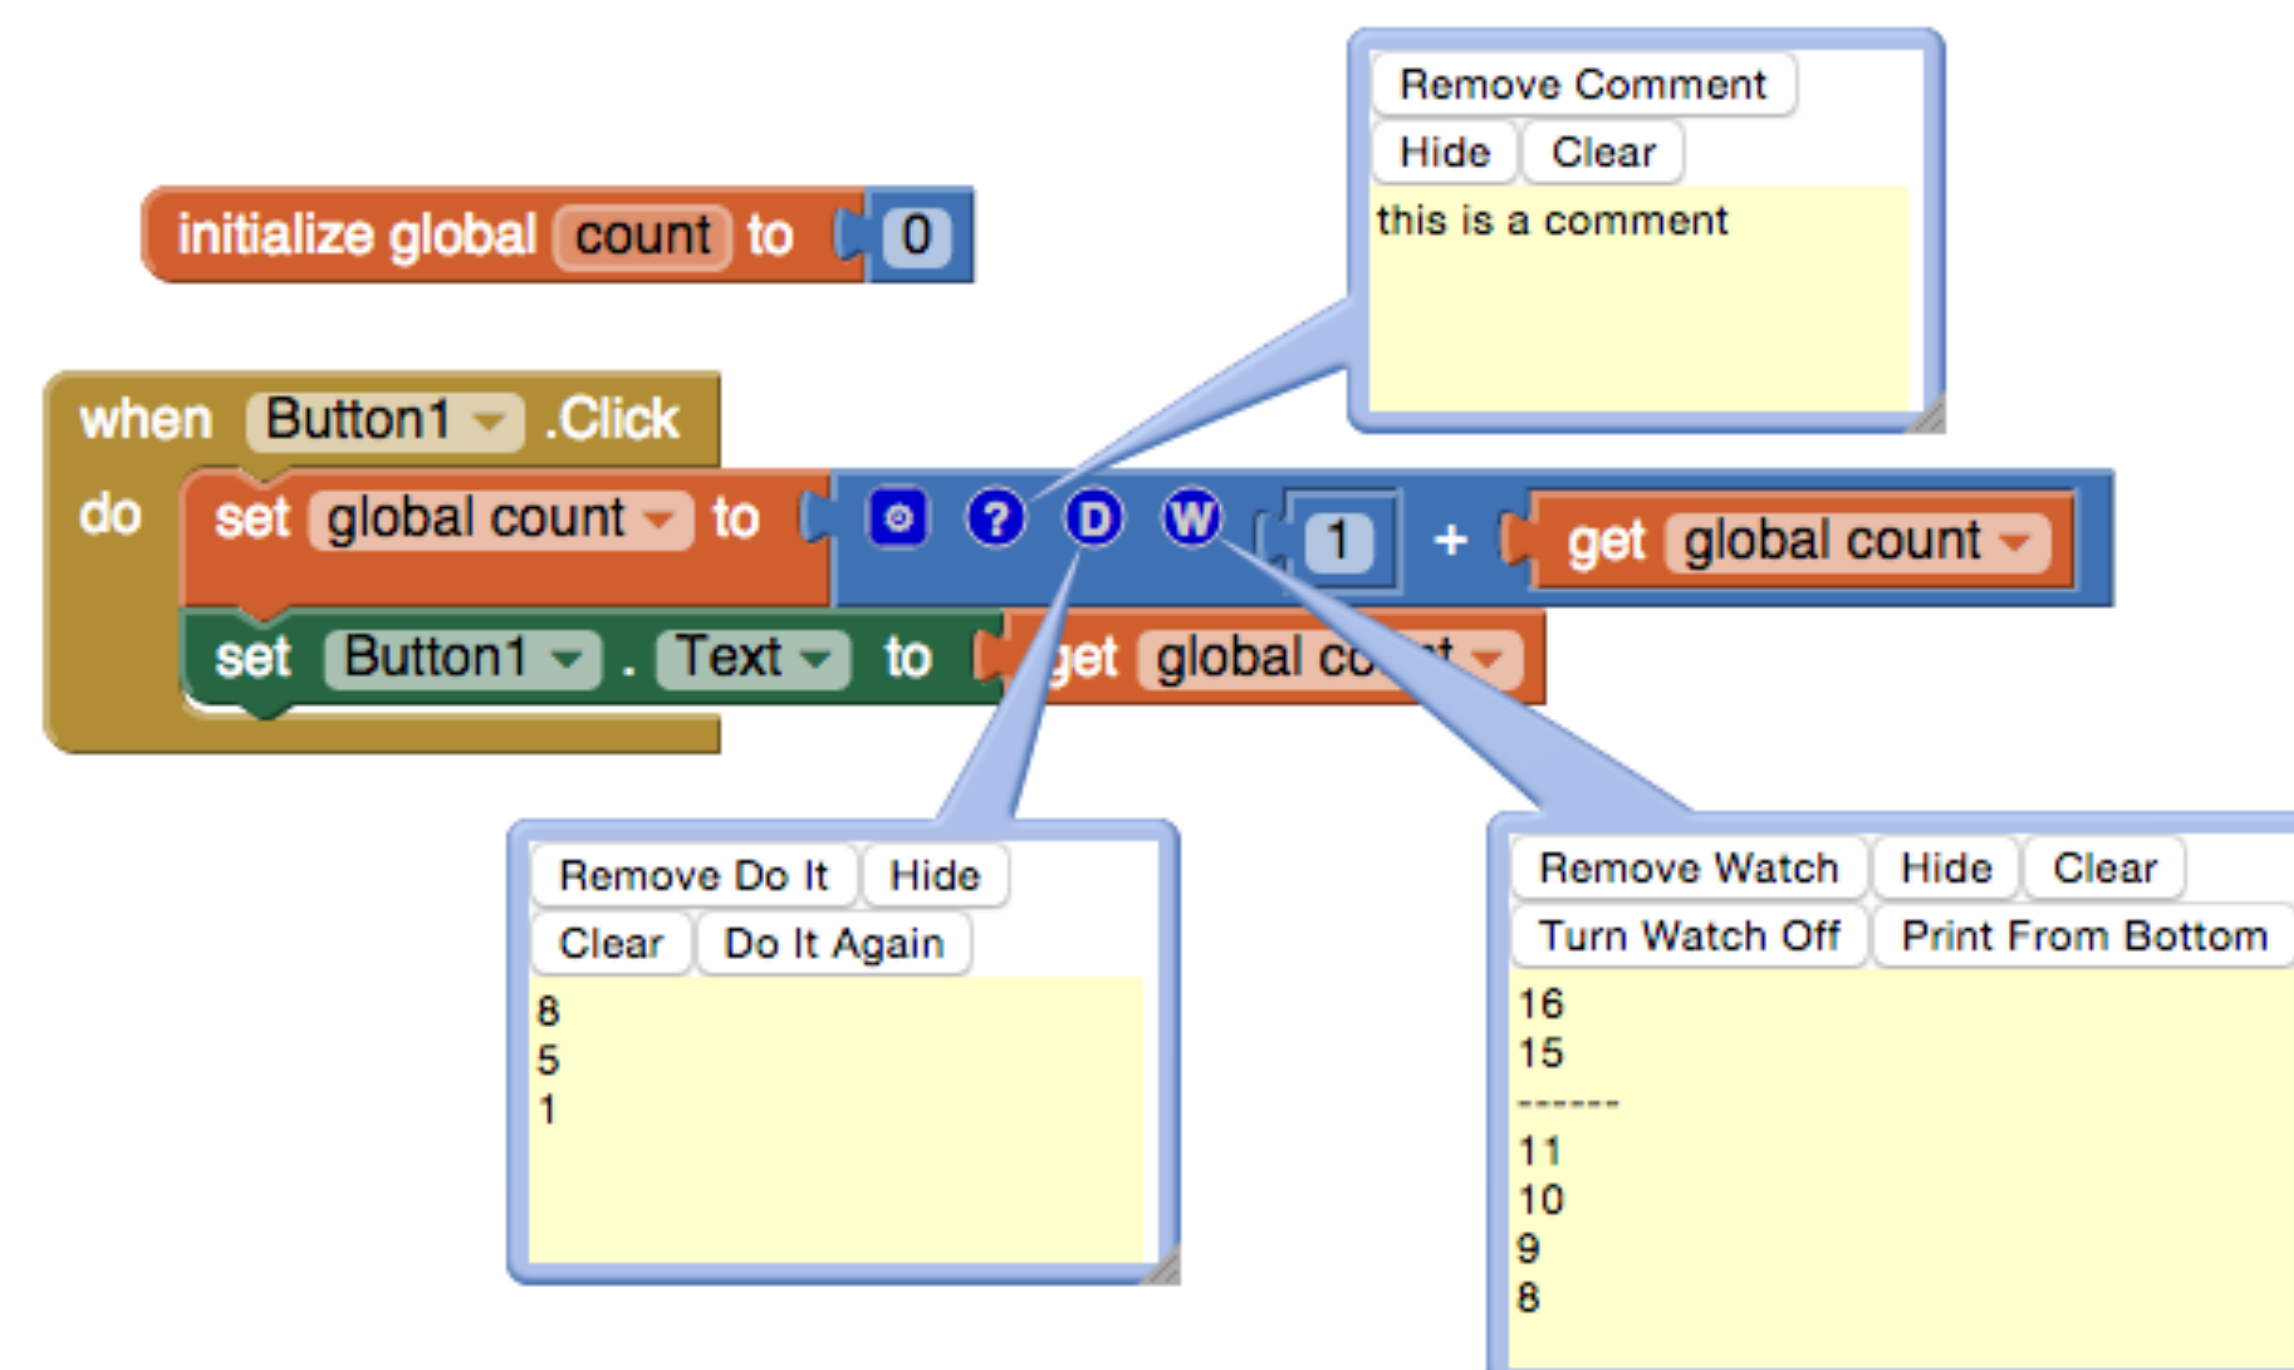 Remove Comment
Hide Clear
this is a comment
initialize global count to 0
when Button1 .Click
do set global count to ? D W 1 + get global count
set Button1 . Text to get global count
Remove Do It Hide
Clear Do It Again
8
5
1
Remove Watch Hide Clear
Turn Watch Off Print From Bottom
16
15
------
11
10
9
8